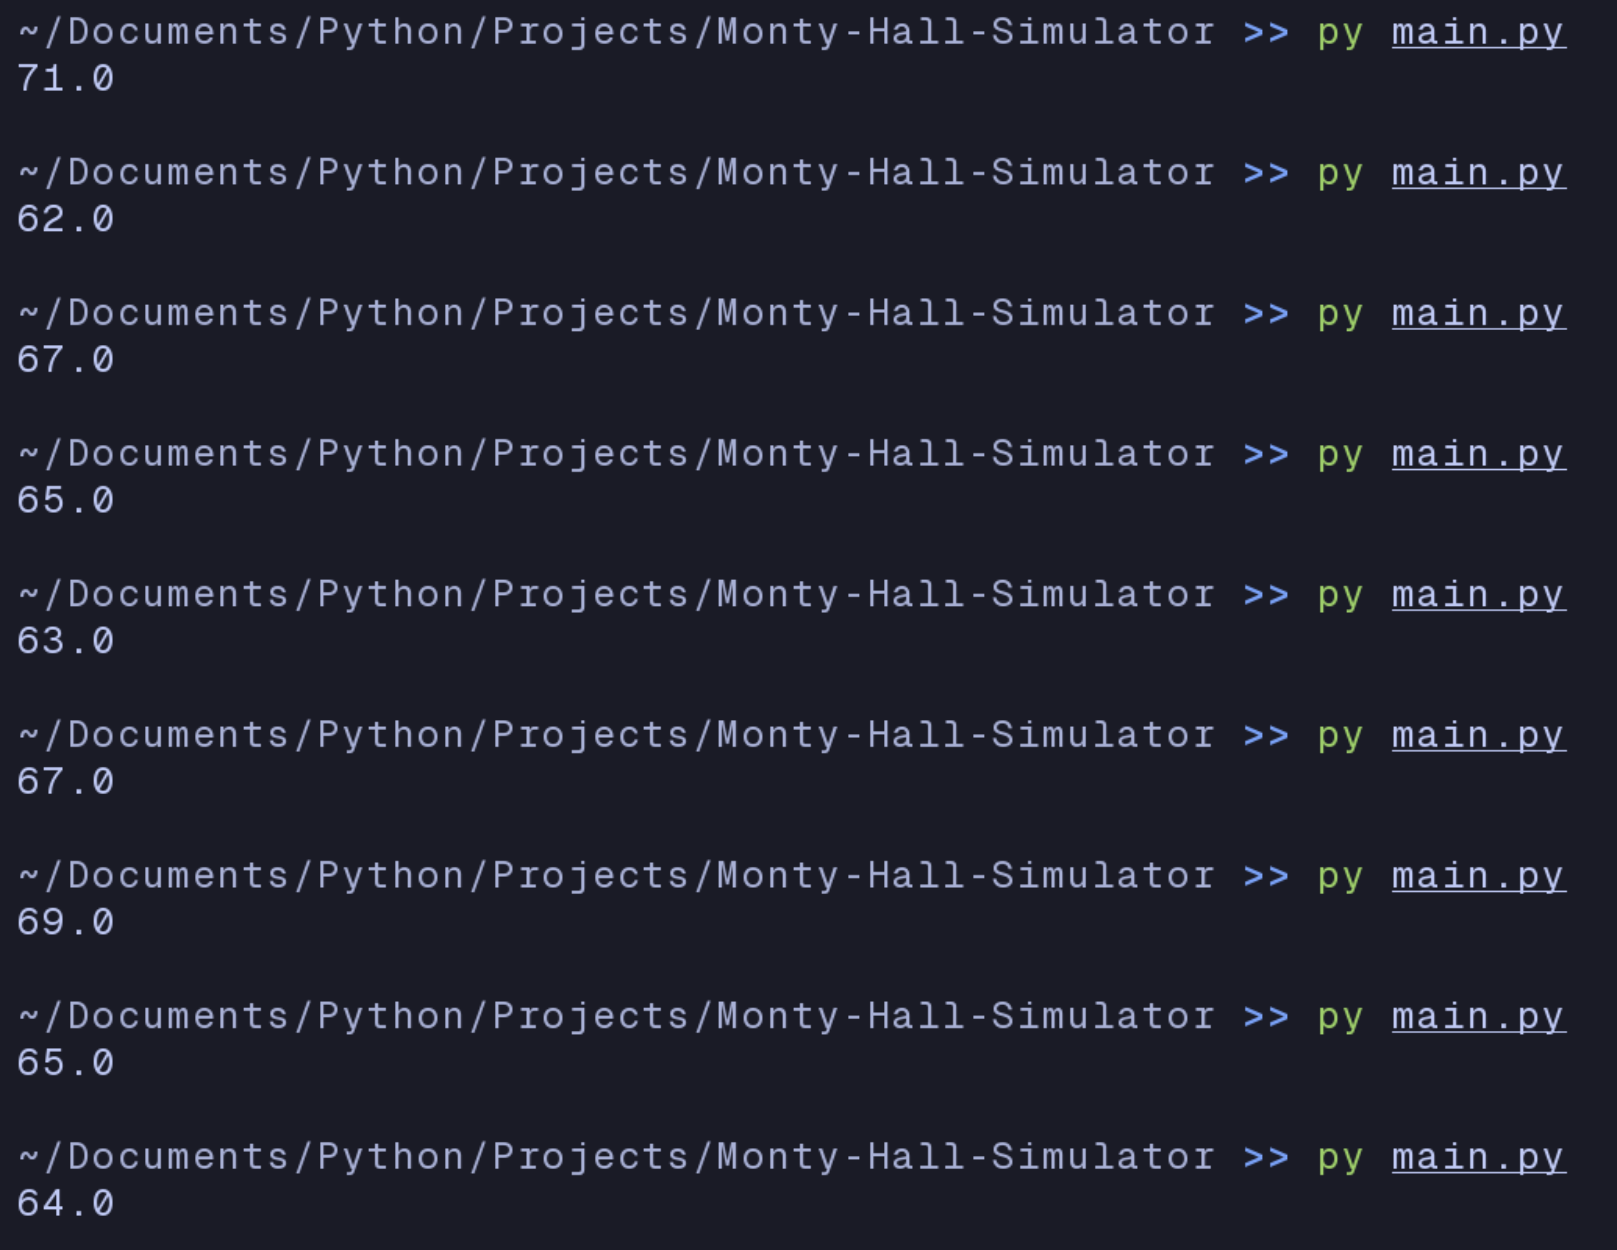 ~/Documents/Python/Projects/Monty-Hall-Simulator >> py main.py
71.0
~/Documents/Python/Projects/Monty-Hall-Simulator >> py main.py
62.0
~/Documents/Python/Projects/Monty-Hall-Simulator >> py main.py
67.0
~/Documents/Python/Projects/Monty-Hall-Simulator >> py main.py
65.0
~/Documents/Python/Projects/Monty-Hall-Simulator >> py main.py
63.0
~/Documents/Python/Projects/Monty-Hall-Simulator >> py main.py
67.0
~/Documents/Python/Projects/Monty-Hall-Simulator >> py main.py
69.0
~/Documents/Python/Projects/Monty-Hall-Simulator >> py main.py
65.0
~/Documents/Python/Projects/Monty-Hall-Simulator >> py main.py
64.0